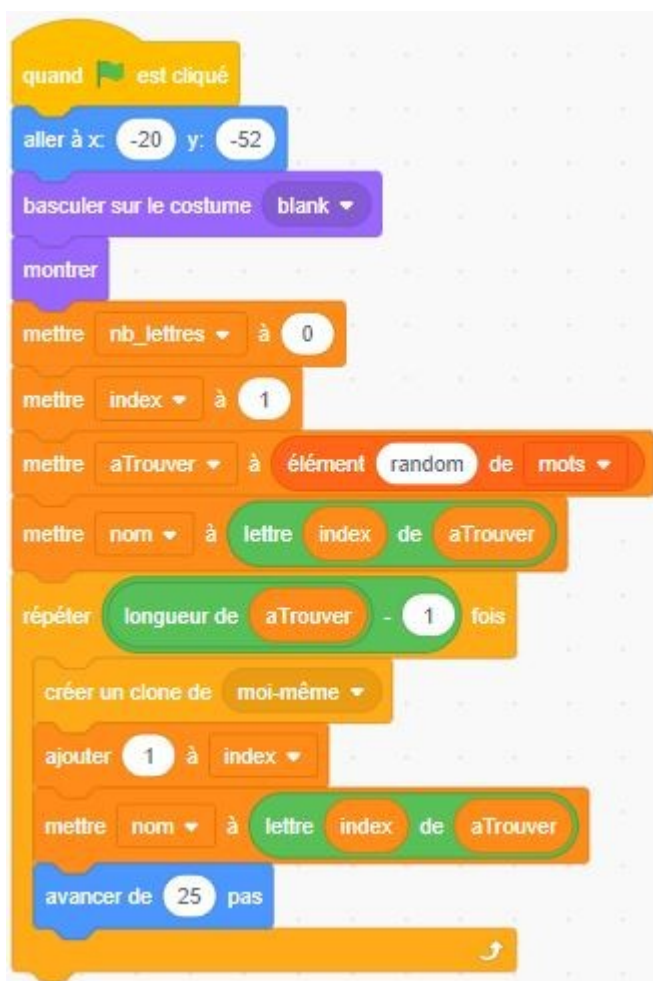 quand est cliqué
aller à x: -20 y: -52
basculer sur le costume blank
montrer
mettre nb_lettres à 0
mettre index à 1
mettre aTrouver à élément random de mots
mettre nom à lettre index de aTrouver
répéter longueur de aTrouver - 1 fois
créer un clone de moi-même
ajouter 1 à index
mettre nom à lettre index de aTrouver
avancer de 25 pas